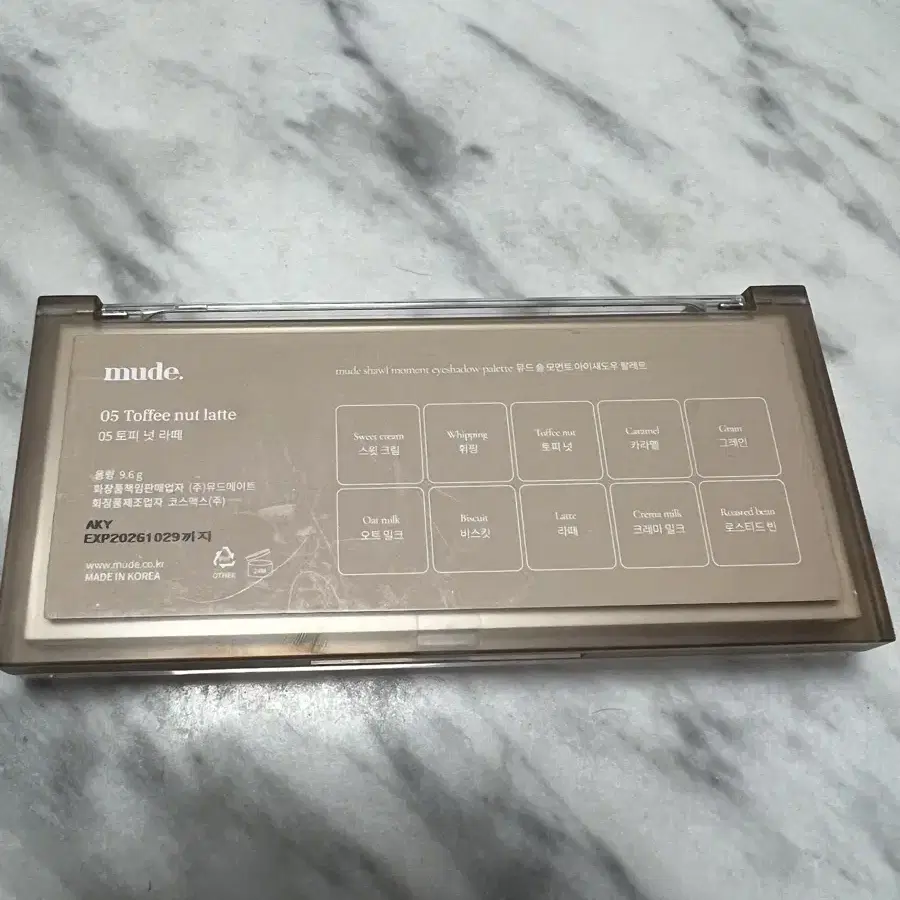 mude.
05 Toffee nut latte
05 토피 넛 라떼
용량 9.6 g
화장품책임판매업자 (주)뮤드메이트
화장품제조업자 코스맥스(주)
AKY
EXP20261029까지
www.mude.co.kr
MADE IN KOREA
OTHER
24M
mude shawl moment eyeshadow palette 뮤드 숄 모먼트 아이섀도우 팔레트
Sweet cream
스윗 크림
Whipping
휘핑
Toffee nut
토피 넛
Caramel
카라멜
Grain
그레인
Oat milk
오트 밀크
Biscuit
비스킷
Latte
라떼
Crema milk
크레마 밀크
Roasted bean
로스티드 빈